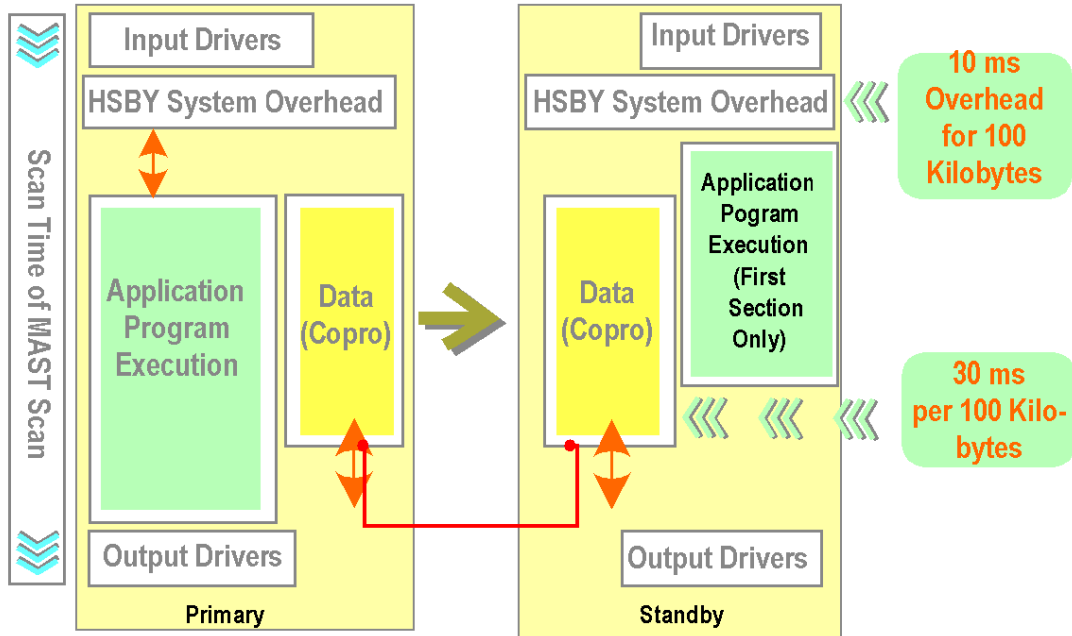 Scan Time of MAST Scan
Input Drivers
HSBY System Overhead
Application
Program
Execution
Data
(Copro)
Output Drivers
Primary
Input Drivers
HSBY System Overhead
Data
(Copro)
Application
Pogram
Execution
(First
Section
Only)
Output Drivers
Standby
10 ms
Overhead
for 100
Kilobytes
30 ms
per 100 Kilo-
bytes